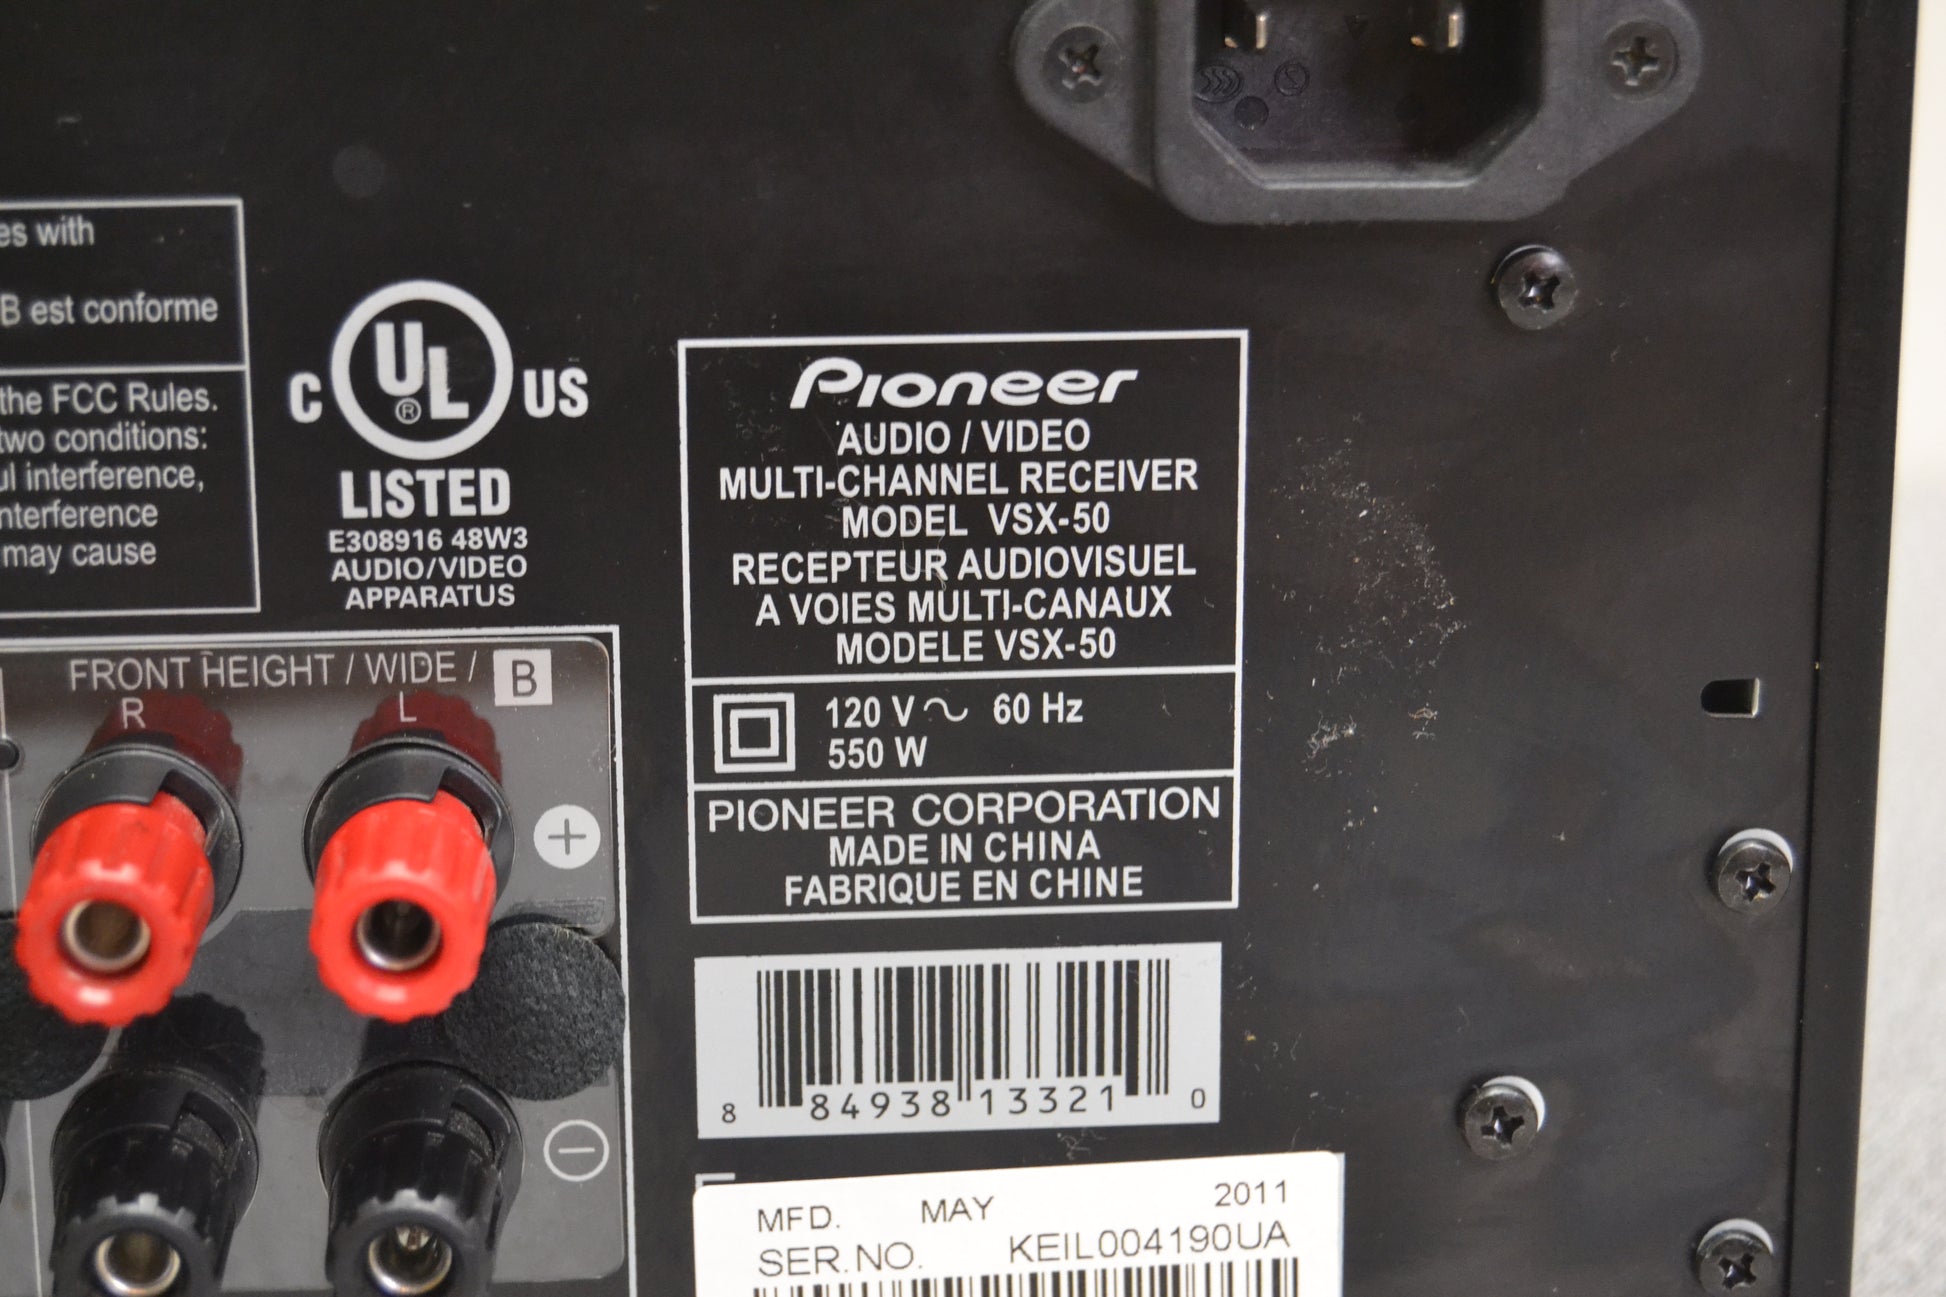 es with
B est conforme
the FCC Rules.
two conditions:
ul interference,
nterference
may cause
C UL ® US
LISTED
E308916 48W3
AUDIO/VIDEO
APPARATUS
FRONT HEIGHT / WIDE / B
R L
Pioneer
AUDIO / VIDEO
MULTI-CHANNEL RECEIVER
MODEL VSX-50
RECEPTEUR AUDIOVISUEL
A VOIES MULTI-CANAUX
MODELE VSX-50
120 V ~ 60 Hz
550 W
PIONEER CORPORATION
MADE IN CHINA
FABRIQUE EN CHINE
8 84938 13321 0
MFD. MAY 2011
SER.NO. KEIL004190UA